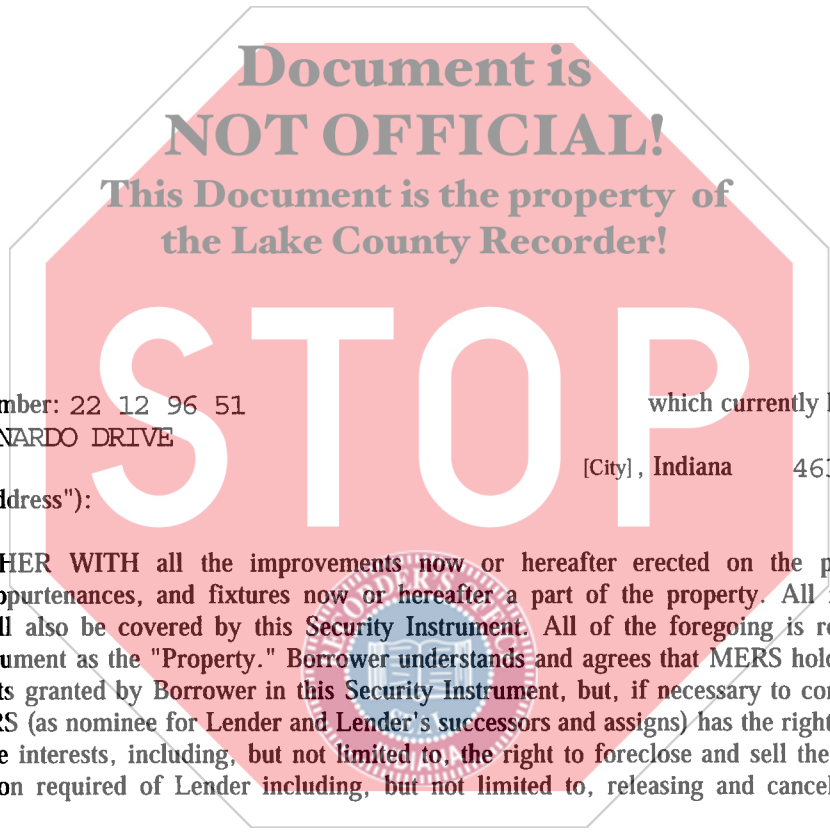 Document is
NOT OFFICIAL!
This Document is the property of
the Lake County Recorder!
STOP
mber: 22 12 96 51 which currently
NARDO DRIVE
[City] , Indiana 461
ddress"):
HER WITH all the improvements now or hereafter erected on the p
ppurtenances, and fixtures now or hereafter a part of the property. All
ll also be covered by this Security Instrument. All of the foregoing is re
ument as the "Property." Borrower understands and agrees that MERS hold
ts granted by Borrower in this Security Instrument, but, if necessary to com
RS (as nominee for Lender and Lender's successors and assigns) has the right
e interests, including, but not limited to, the right to foreclose and sell the
on required of Lender including, but not limited to, releasing and cancel